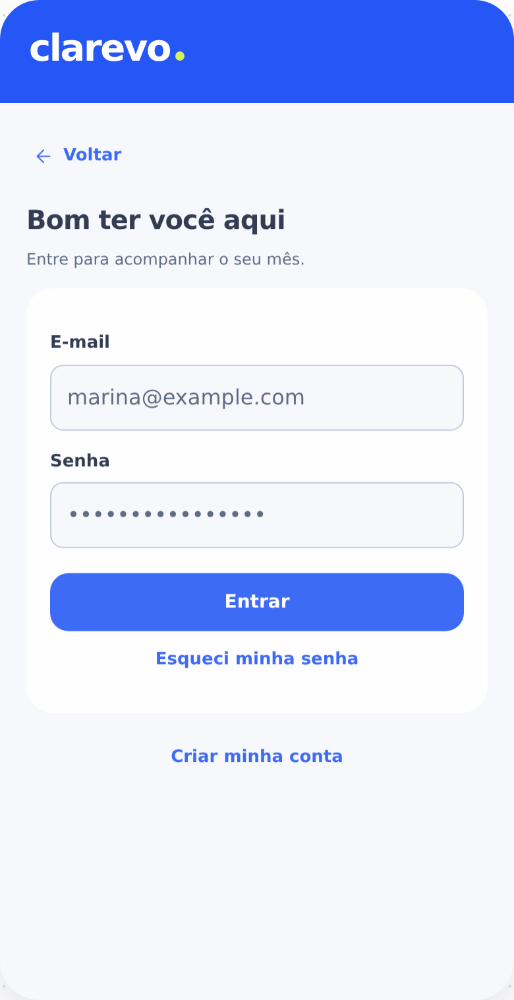 clarevo.
← Voltar
Bom ter você aqui
Entre para acompanhar o seu mês.
E-mail
marina@example.com
Senha
••••••••••••••••
Entrar
Esqueci minha senha
Criar minha conta